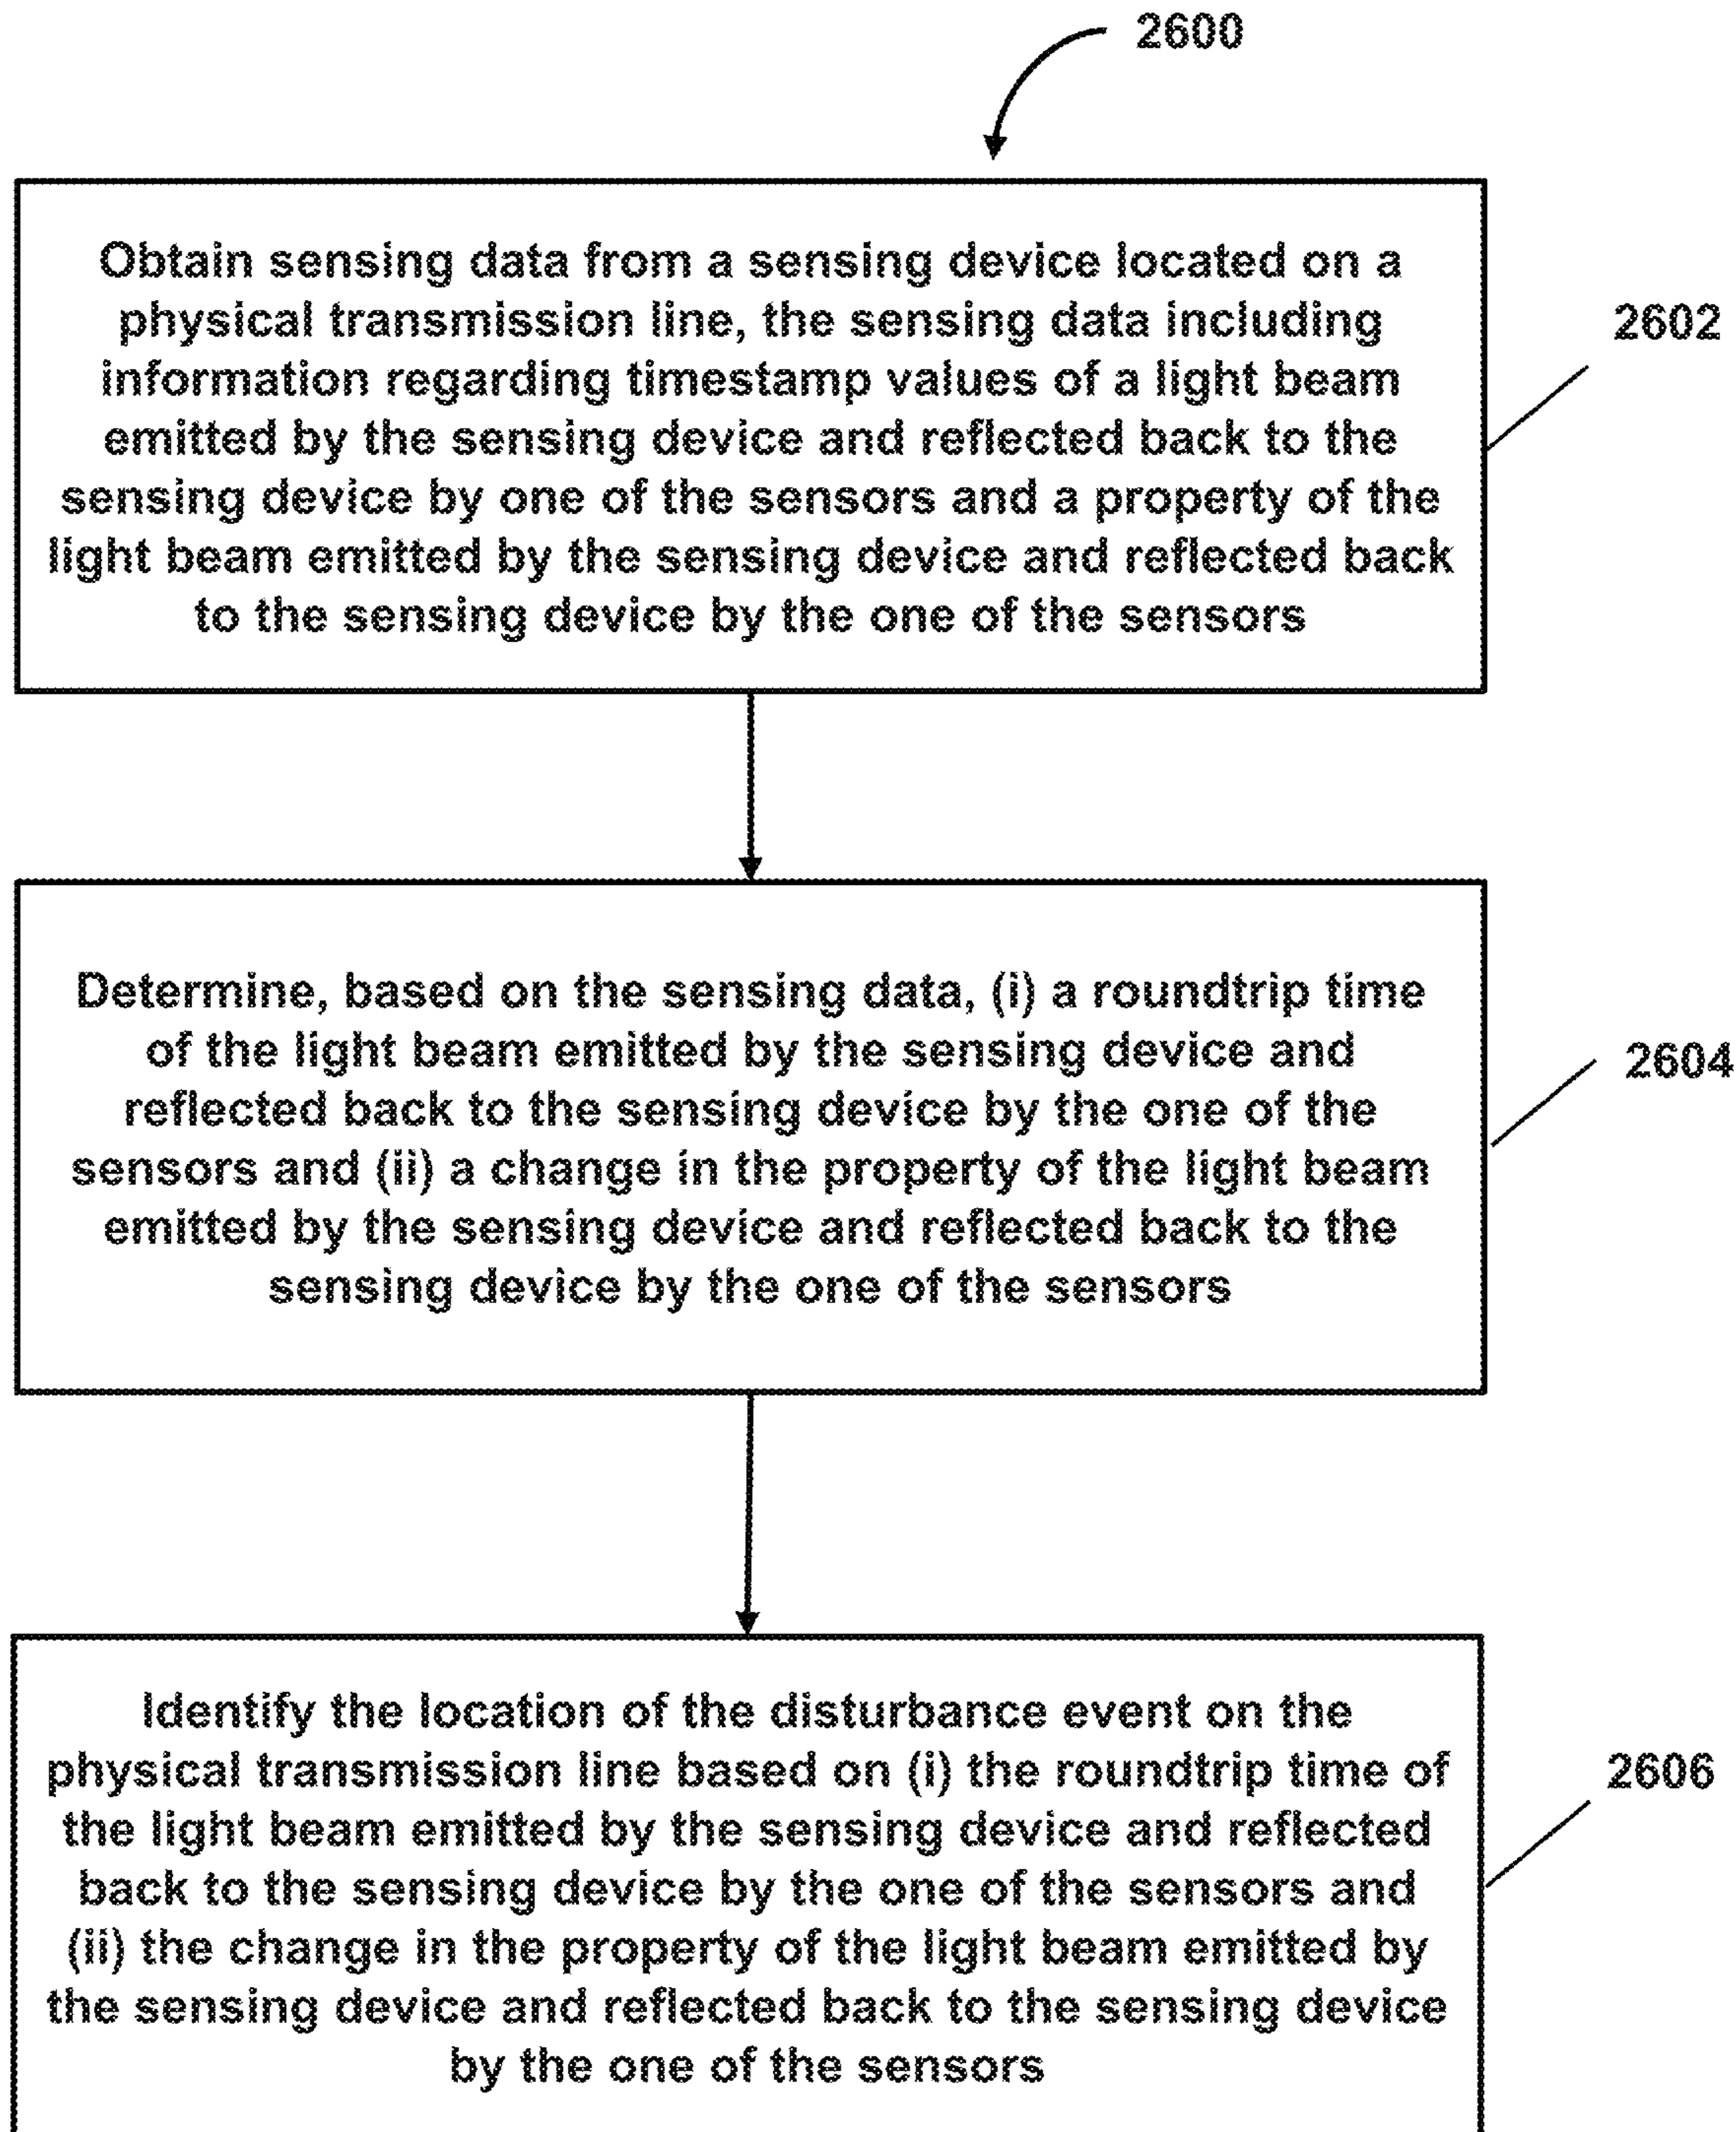 2600
Obtain sensing data from a sensing device located on a
physical transmission line, the sensing data including
information regarding timestamp values of a light beam
emitted by the sensing device and reflected back to the
sensing device by one of the sensors and a property of the
light beam emitted by the sensing device and reflected back
to the sensing device by the one of the sensors
2602
Determine, based on the sensing data, (i) a roundtrip time
of the light beam emitted by the sensing device and
reflected back to the sensing device by the one of the
sensors and (ii) a change in the property of the light beam
emitted by the sensing device and reflected back to the
sensing device by the one of the sensors
2604
Identify the location of the disturbance event on the
physical transmission line based on (i) the roundtrip time of
the light beam emitted by the sensing device and reflected
back to the sensing device by the one of the sensors and
(ii) the change in the property of the light beam emitted by
the sensing device and reflected back to the sensing device
by the one of the sensors
2606